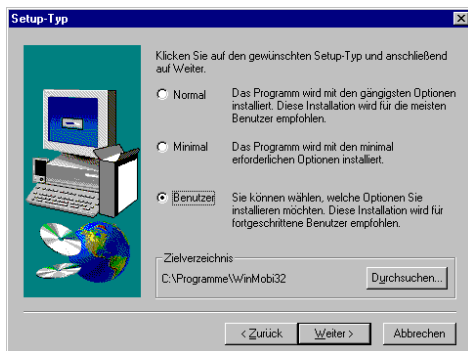 Setup-Typ
Klicken Sie auf den gewünschten Setup-Typ und anschließend
auf Weiter.
Normal
Das Programm wird mit den gängigsten Optionen
installiert. Diese Installation wird für die meisten
Benutzer empfohlen.
Minimal
Das Programm wird mit den minimal
erforderlichen Optionen installiert.
Benutzer
Sie können wählen, welche Optionen Sie
installieren möchten. Diese Installation wird für
fortgeschrittene Benutzer empfohlen.
Zielverzeichnis
C:\Programme\WinMobi32
Durchsuchen...
< Zurück
Weiter >
Abbrechen